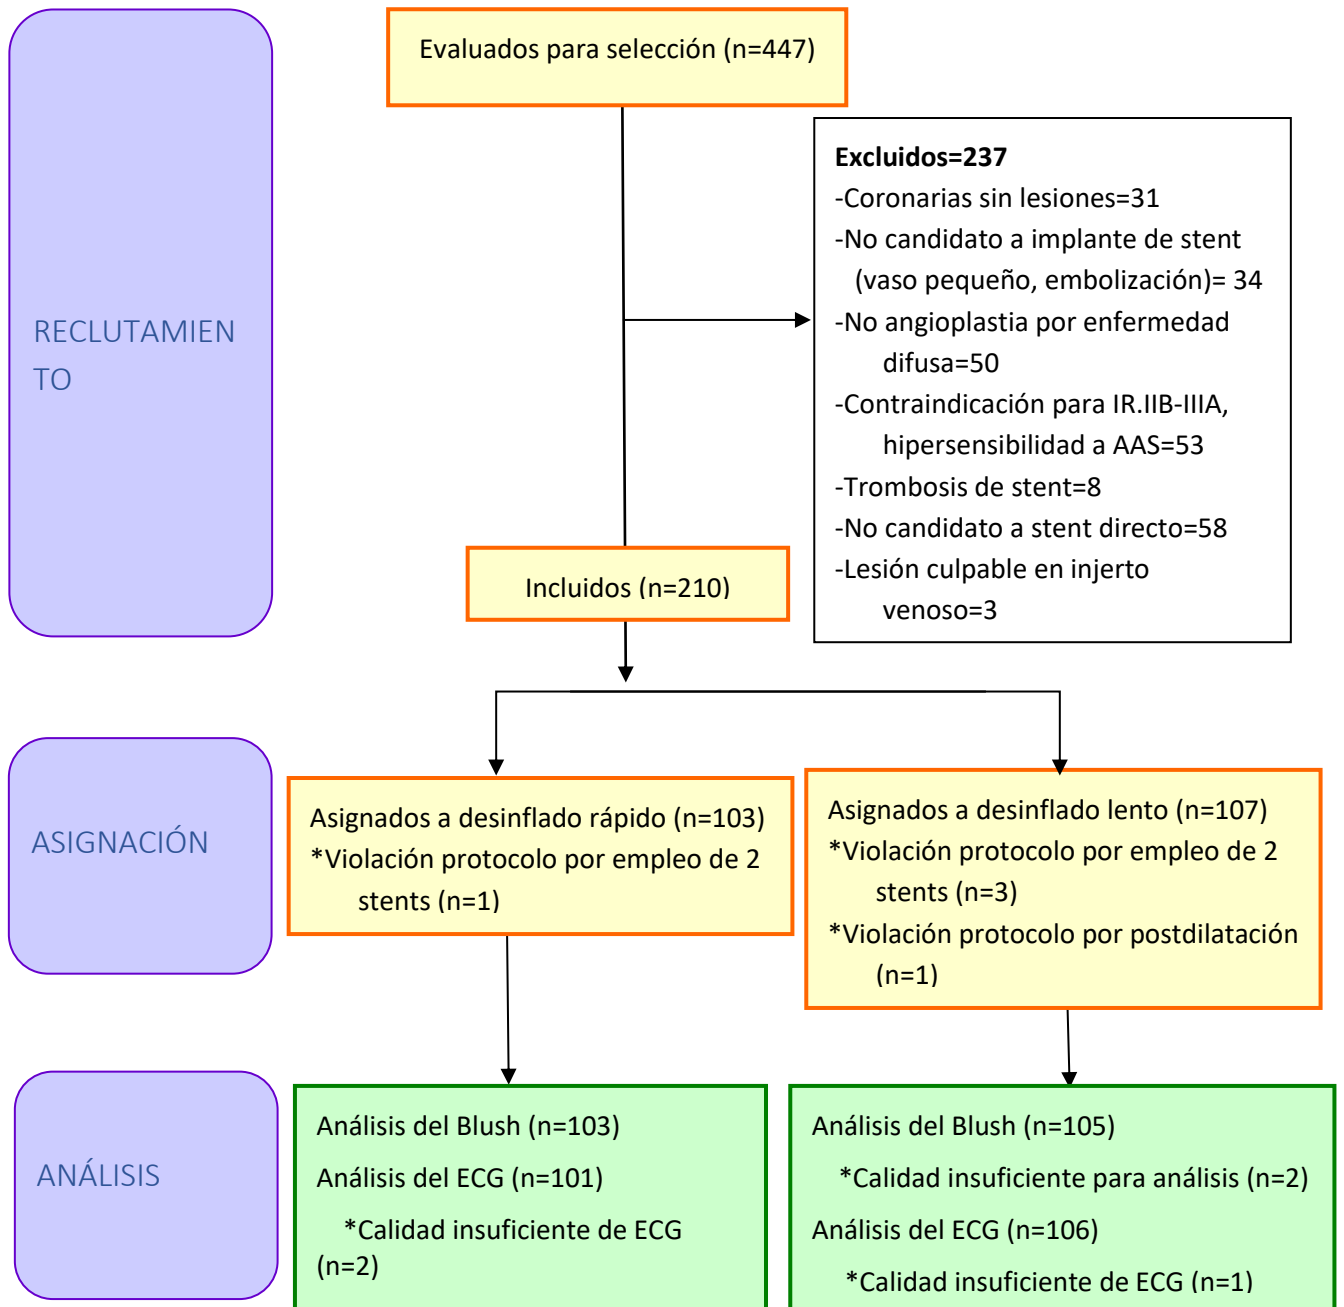 Evaluados para selección (n=447)
RECLUTAMIEN
TO
Excluidos=237
-Coronarias sin lesiones=31
-No candidato a implante de stent
(vaso pequeño, embolización)= 34
-No angioplastia por enfermedad
difusa=50
-Contraindicación para IR.IIB-IIIA,
hipersensibilidad a AAS=53
-Trombosis de stent=8
-No candidato a stent directo=58
-Lesión culpable en injerto
venoso=3
Incluidos (n=210)
ASIGNACIÓN
Asignados a desinflado rápido (n=103)
*Violación protocolo por empleo de 2
stents (n=1)
Asignados a desinflado lento (n=107)
*Violación protocolo por empleo de 2
stents (n=3)
*Violación protocolo por postdilatación
(n=1)
ANÁLISIS
Análisis del Blush (n=103)
Análisis del ECG (n=101)
*Calidad insuficiente de ECG
(n=2)
Análisis del Blush (n=105)
*Calidad insuficiente para análisis (n=2)
Análisis del ECG (n=106)
*Calidad insuficiente de ECG (n=1)